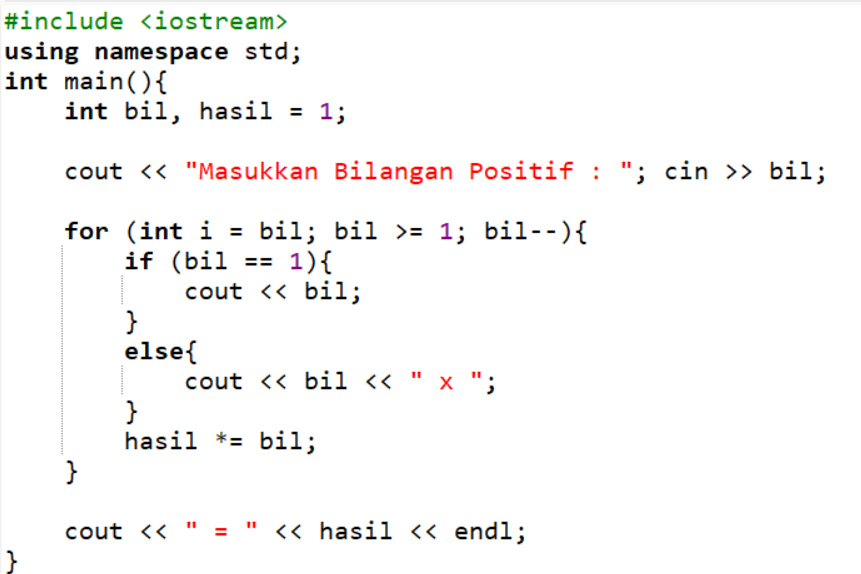 #include <iostream>
using namespace std;
int main(){
    int bil, hasil = 1;

    cout << "Masukkan Bilangan Positif : "; cin >> bil;

    for (int i = bil; bil >= 1; bil--){
        if (bil == 1){
            cout << bil;
        }
        else{
            cout << bil << " x ";
        }
        hasil *= bil;
    }

    cout << " = " << hasil << endl;
}